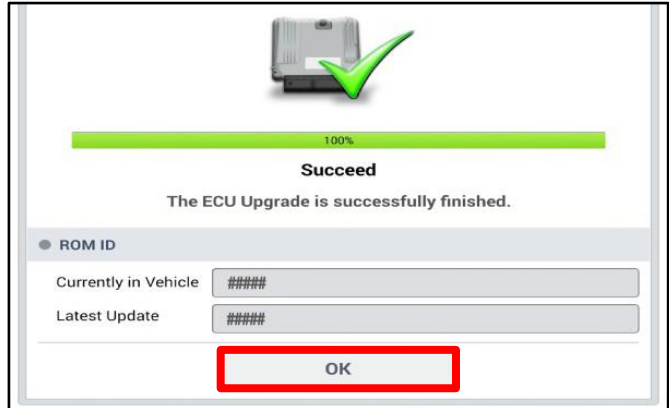 100%
Succeed
The ECU Upgrade is successfully finished.
ROM ID
Currently in Vehicle #####
Latest Update #####
OK